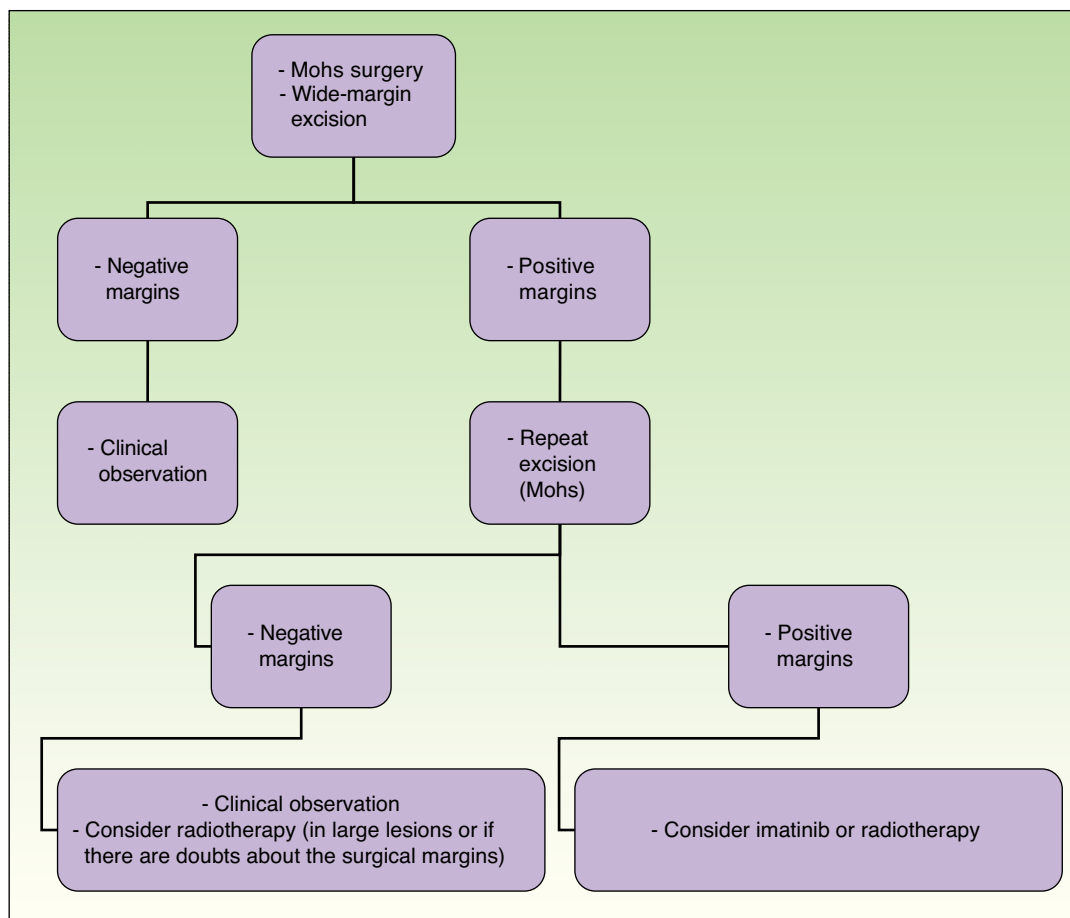 - Mohs surgery
- Wide-margin
excision
- Negative
margins
- Positive
margins
- Clinical
observation
- Repeat
excision
(Mohs)
- Negative
margins
- Positive
margins
- Clinical observation
- Consider radiotherapy (in large lesions or if
there are doubts about the surgical margins)
- Consider imatinib or radiotherapy